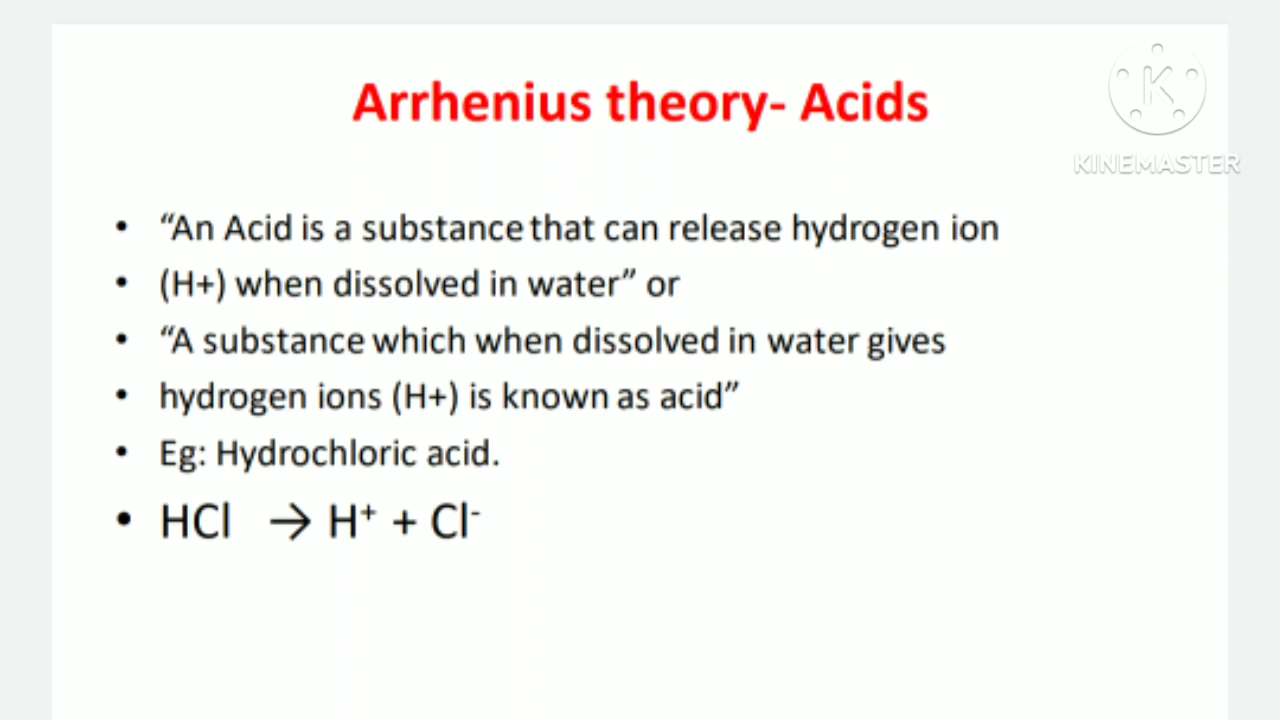 Arrhenius theory- Acids
K
KINEMASTER
• “An Acid is a substance that can release hydrogen ion
• (H+) when dissolved in water” or
• “A substance which when dissolved in water gives
• hydrogen ions (H+) is known as acid”
• Eg: Hydrochloric acid.
• HCl → H⁺ + Cl⁻